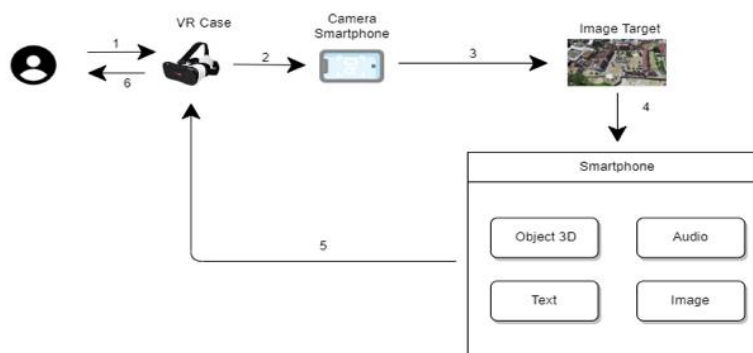 VR Case
Camera
Smartphone
Image Target
1
2
3
6
4
Smartphone
Object 3D
Audio
5
Text
Image